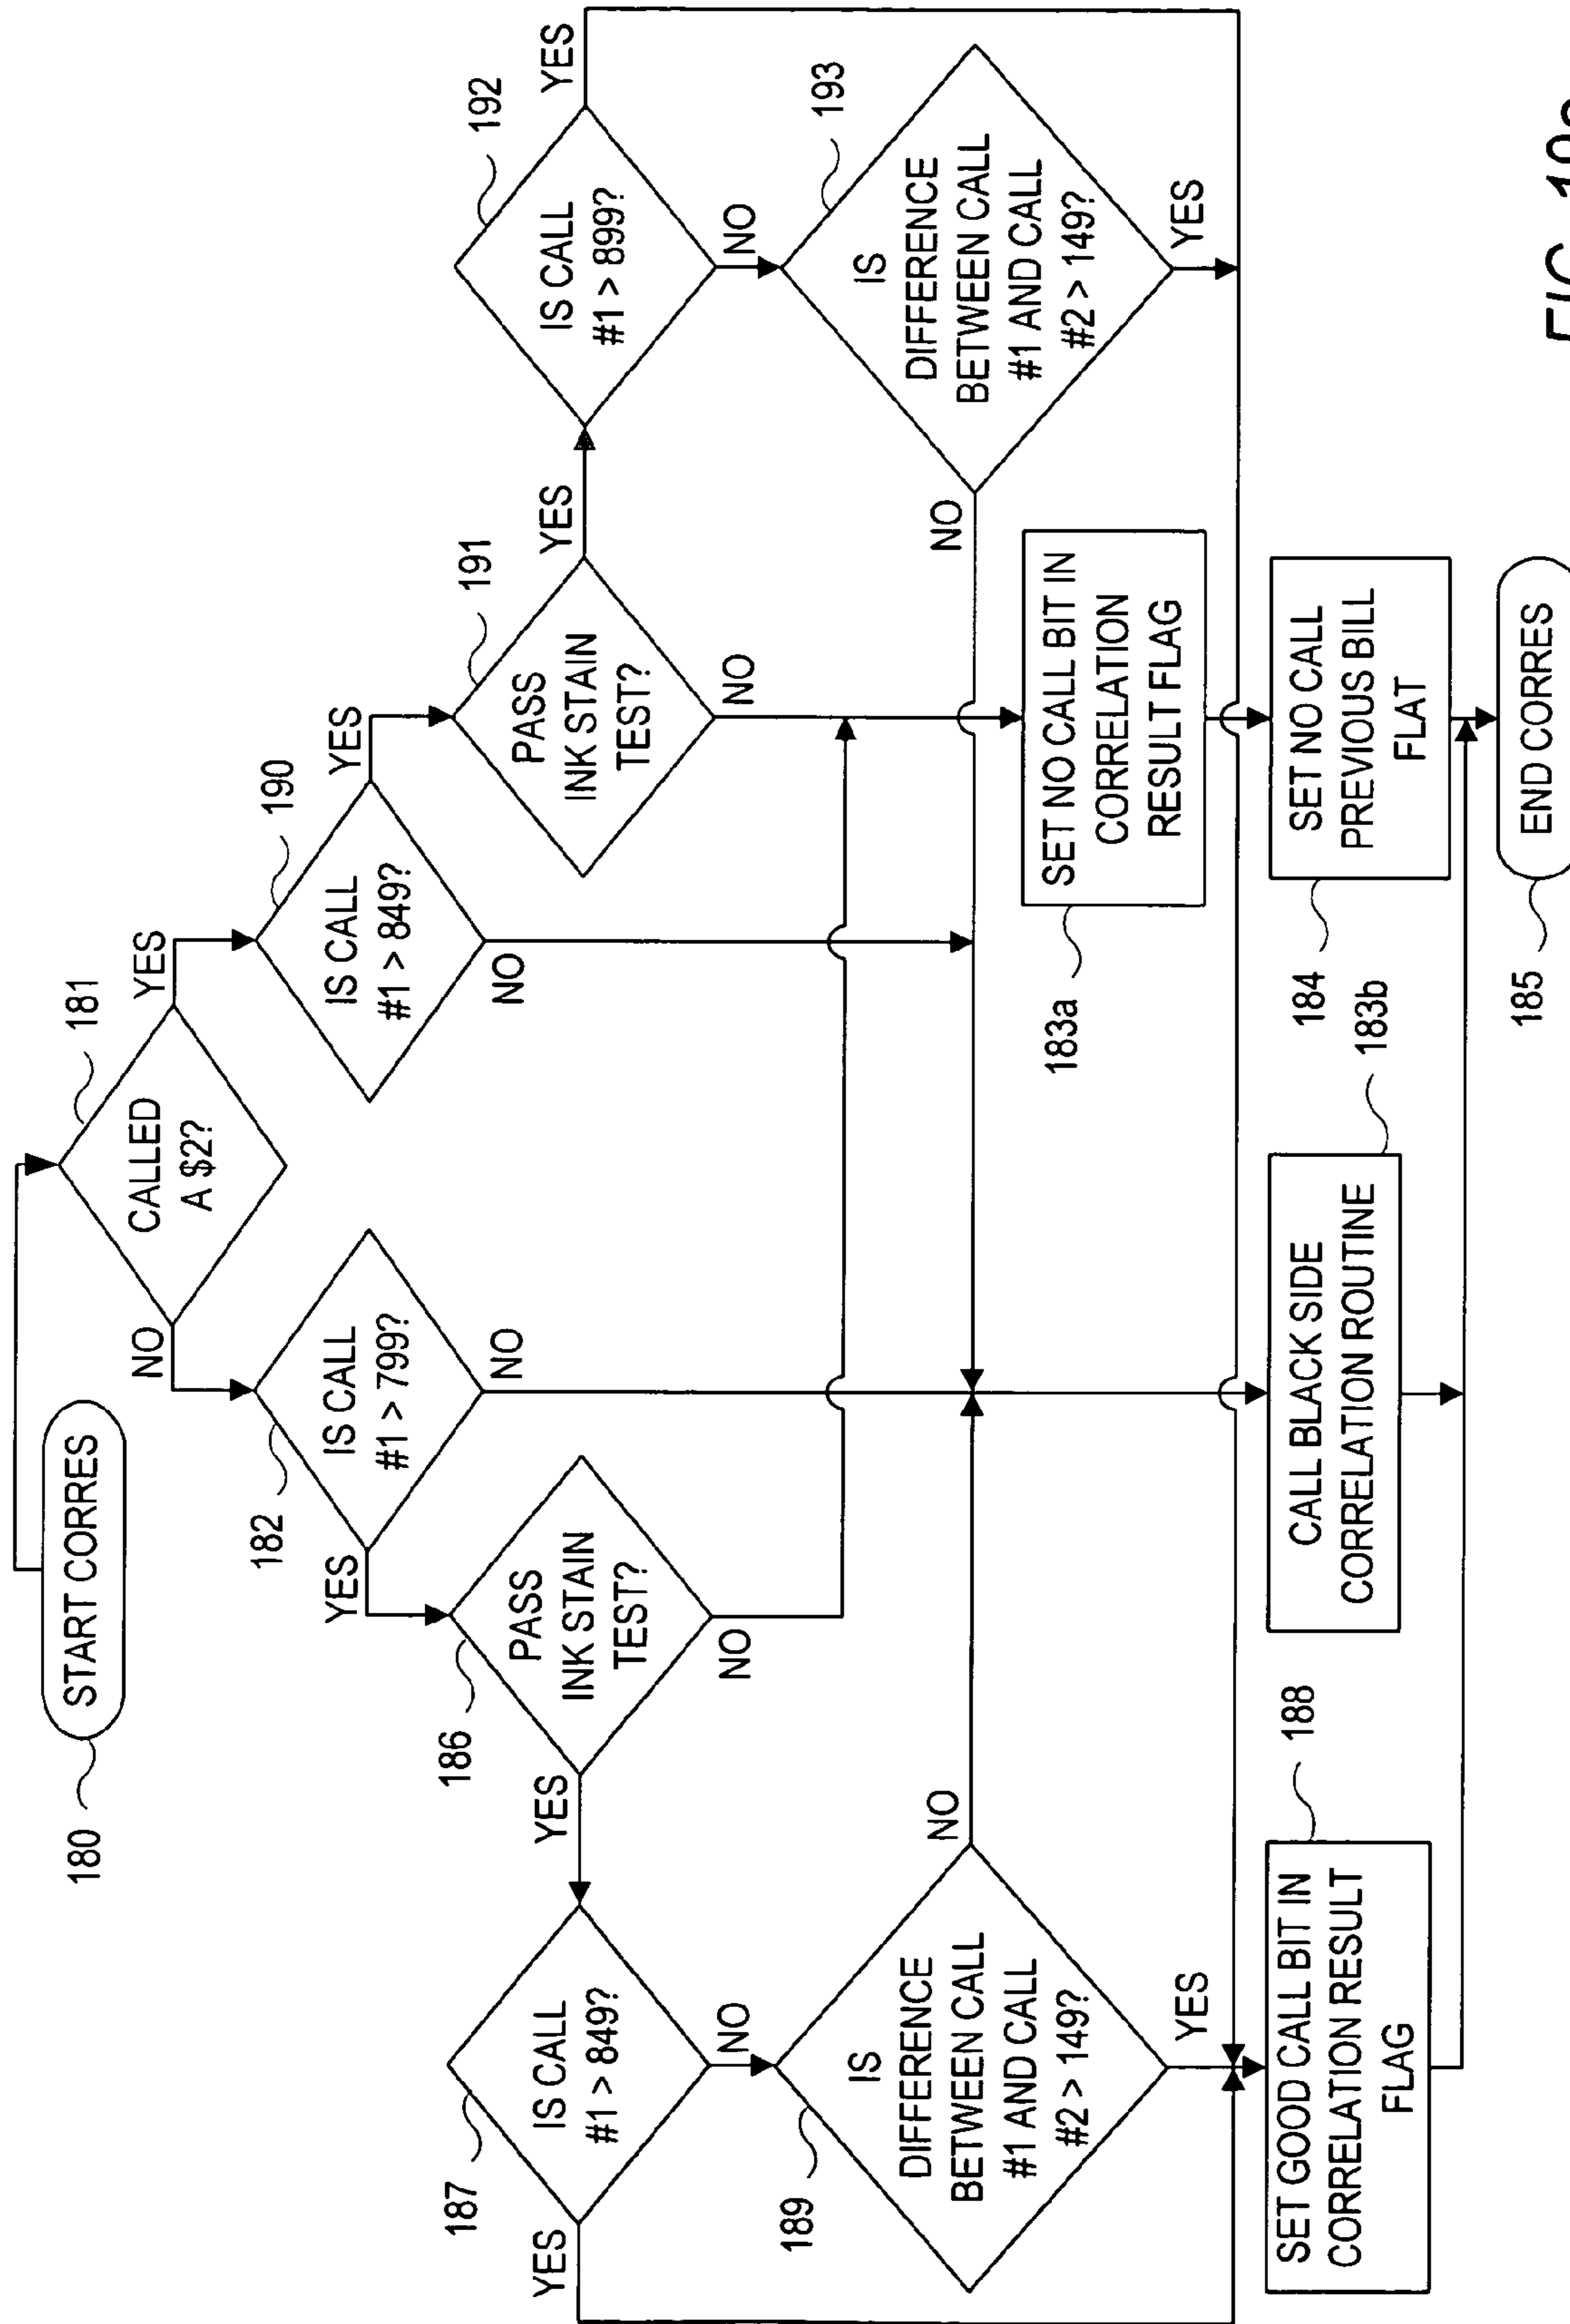 START CORRES
180
CALLED
A $2?
181
NO
YES
IS CALL
#1 > 799?
182
YES
NO
IS CALL
#1 > 849?
190
YES
NO
PASS
INK STAIN
TEST?
186
YES
NO
PASS
INK STAIN
TEST?
191
YES
NO
IS CALL
#1 > 849?
187
YES
NO
IS CALL
#1 > 899?
192
YES
NO
IS
DIFFERENCE
BETWEEN CALL
#1 AND CALL
#2 > 149?
189
NO
YES
IS
DIFFERENCE
BETWEEN CALL
#1 AND CALL
#2 > 149?
193
NO
YES
SET NO CALL BIT IN
CORRELATION
RESULT FLAG
183a
SET GOOD CALL BIT IN
CORRELATION RESULT
FLAG
188
CALL BLACK SIDE
CORRELATION ROUTINE
183b
SET NO CALL
PREVIOUS BILL
FLAT
184
END CORRES
185
FIG.